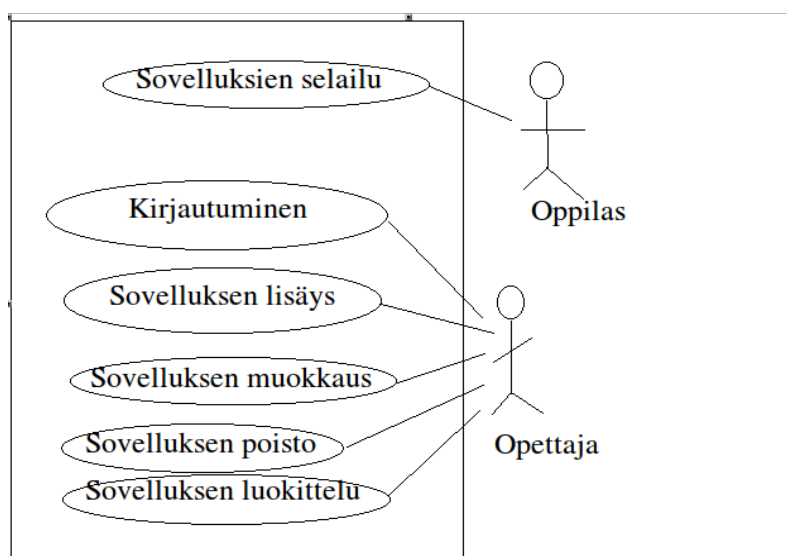 Sovelluksien selailu
Oppilas
Kirjautuminen
Sovelluksen lisäys
Sovelluksen muokkaus
Sovelluksen poisto
Opettaja
Sovelluksen luokittelu